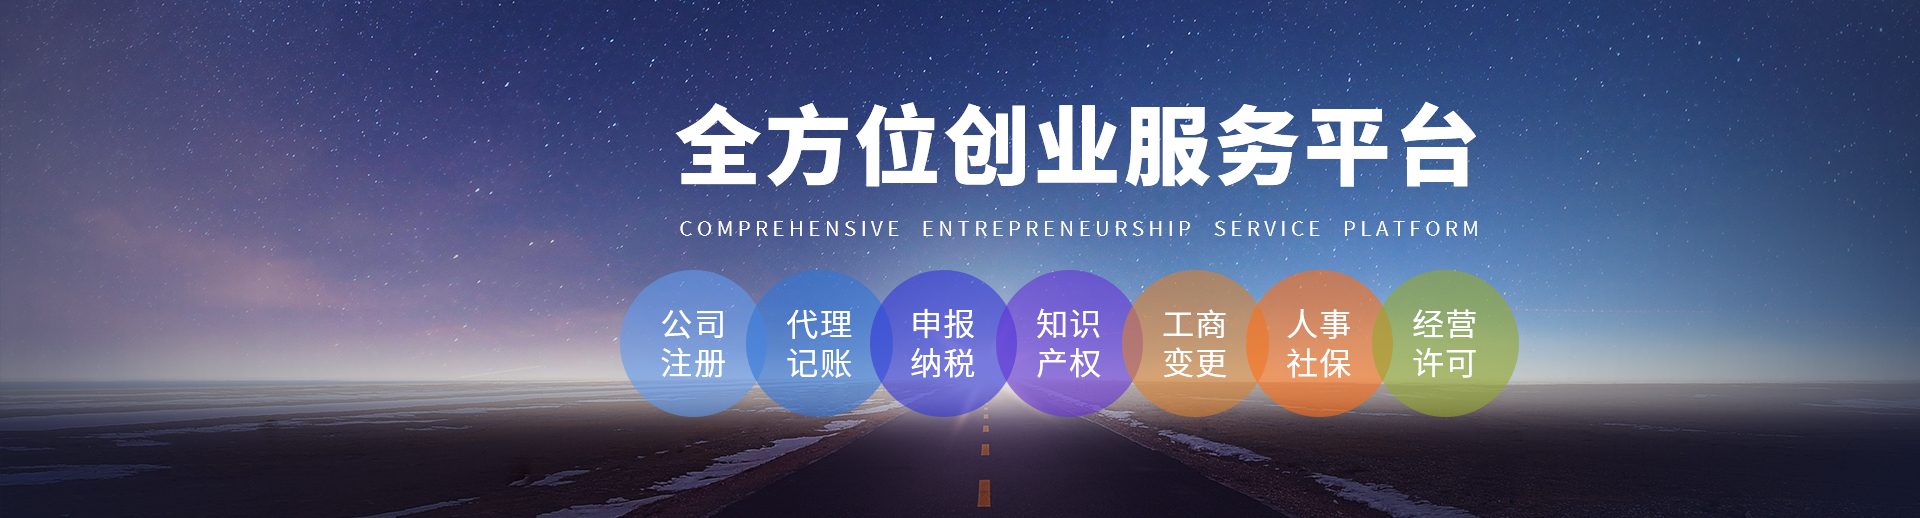 全方位创业服务平台
COMPREHENSIVE ENTREPRENEURSHIP SERVICE PLATFORM
公司
注册
代理
记账
申报
纳税
知识
产权
工商
变更
人事
社保
经营
许可